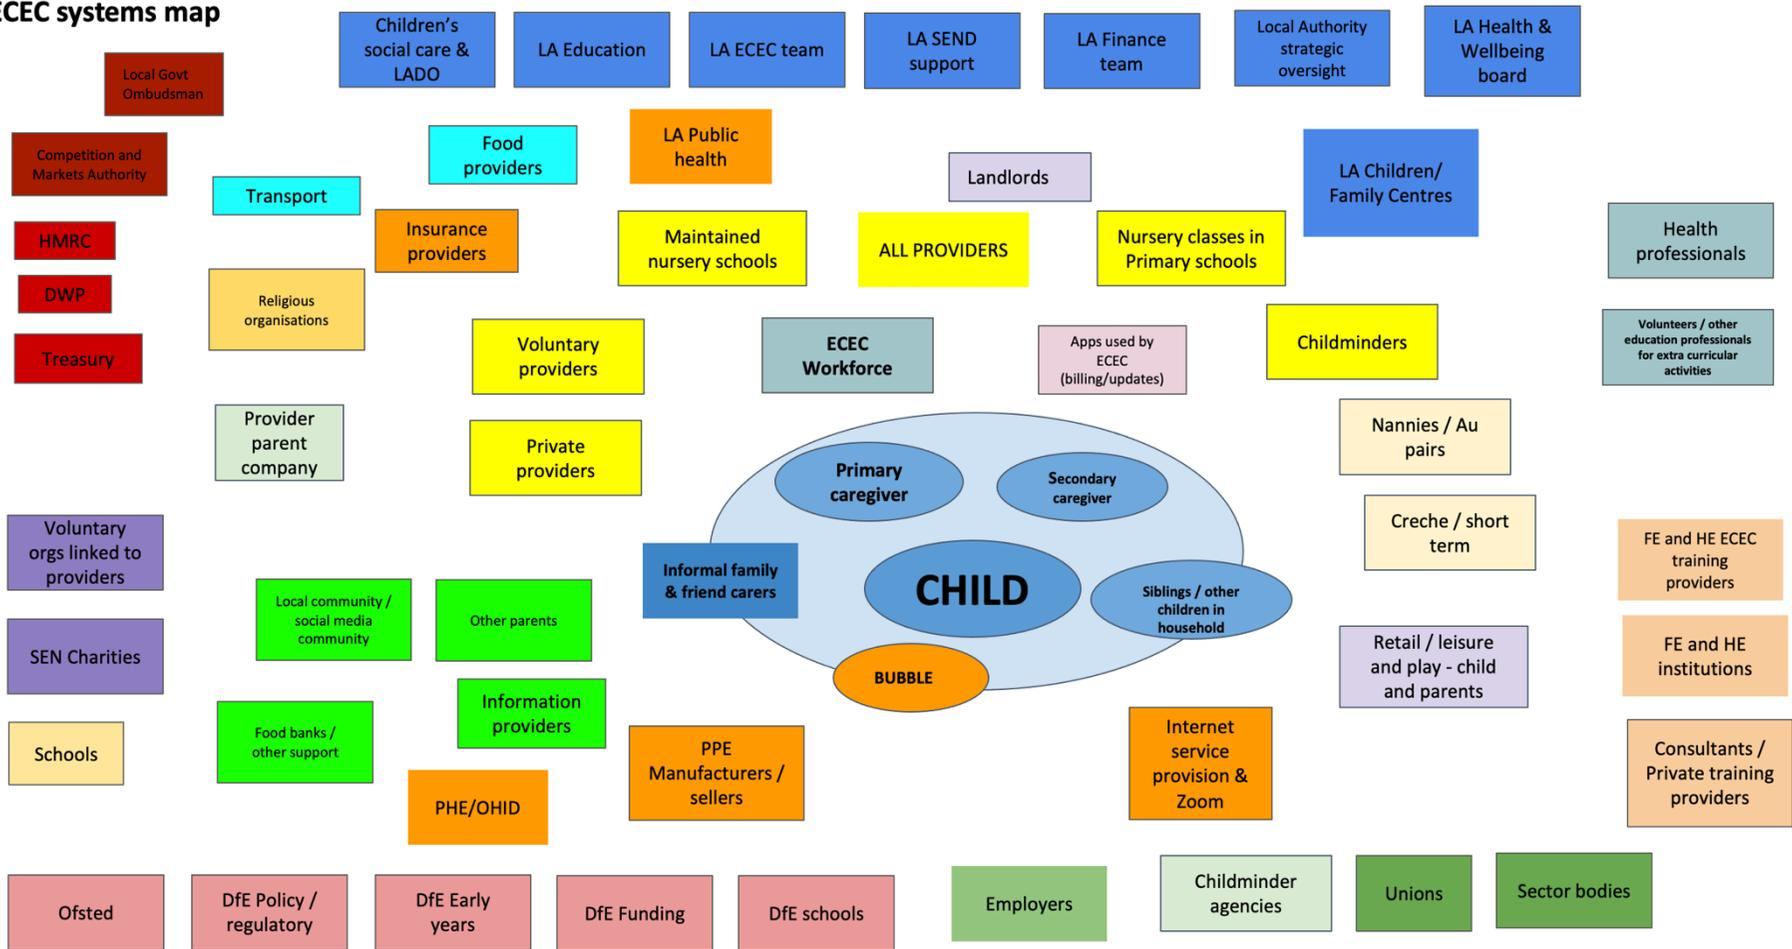 ECEC systems map
Children's
social care &
LADO
LA Education
LA ECEC team
LA SEND
support
LA Finance
team
Local Authority
strategic
oversight
LA Health &
Wellbeing
board
Local Govt
Ombudsman
Competition and
Markets Authority
Food
providers
LA Public
health
Landlords
LA Children/
Family Centres
Transport
HMRC
Insurance
providers
Maintained
nursery schools
ALL PROVIDERS
Nursery classes in
Primary schools
Health
professionals
DWP
Religious
organisations
Treasury
Voluntary
providers
ECEC
Workforce
Apps used by
ECEC
(billing/updates)
Childminders
Volunteers / other
education professionals
for extra curricular
activities
Provider
parent
company
Private
providers
Primary
caregiver
Secondary
caregiver
Nannies / Au
pairs
Voluntary
orgs linked to
providers
Informal family
& friend carers
CHILD
Siblings / other
children in
household
Creche / short
term
FE and HE ECEC
training
providers
Local community /
social media
community
Other parents
SEN Charities
BUBBLE
Retail / leisure
and play - child
and parents
FE and HE
institutions
Information
providers
Schools
Food banks /
other support
PHE/OHID
PPE
Manufacturers /
sellers
Internet
service
provision &
Zoom
Consultants /
Private training
providers
Ofsted
DfE Policy /
regulatory
DfE Early
years
DfE Funding
DfE schools
Employers
Childminder
agencies
Unions
Sector bodies